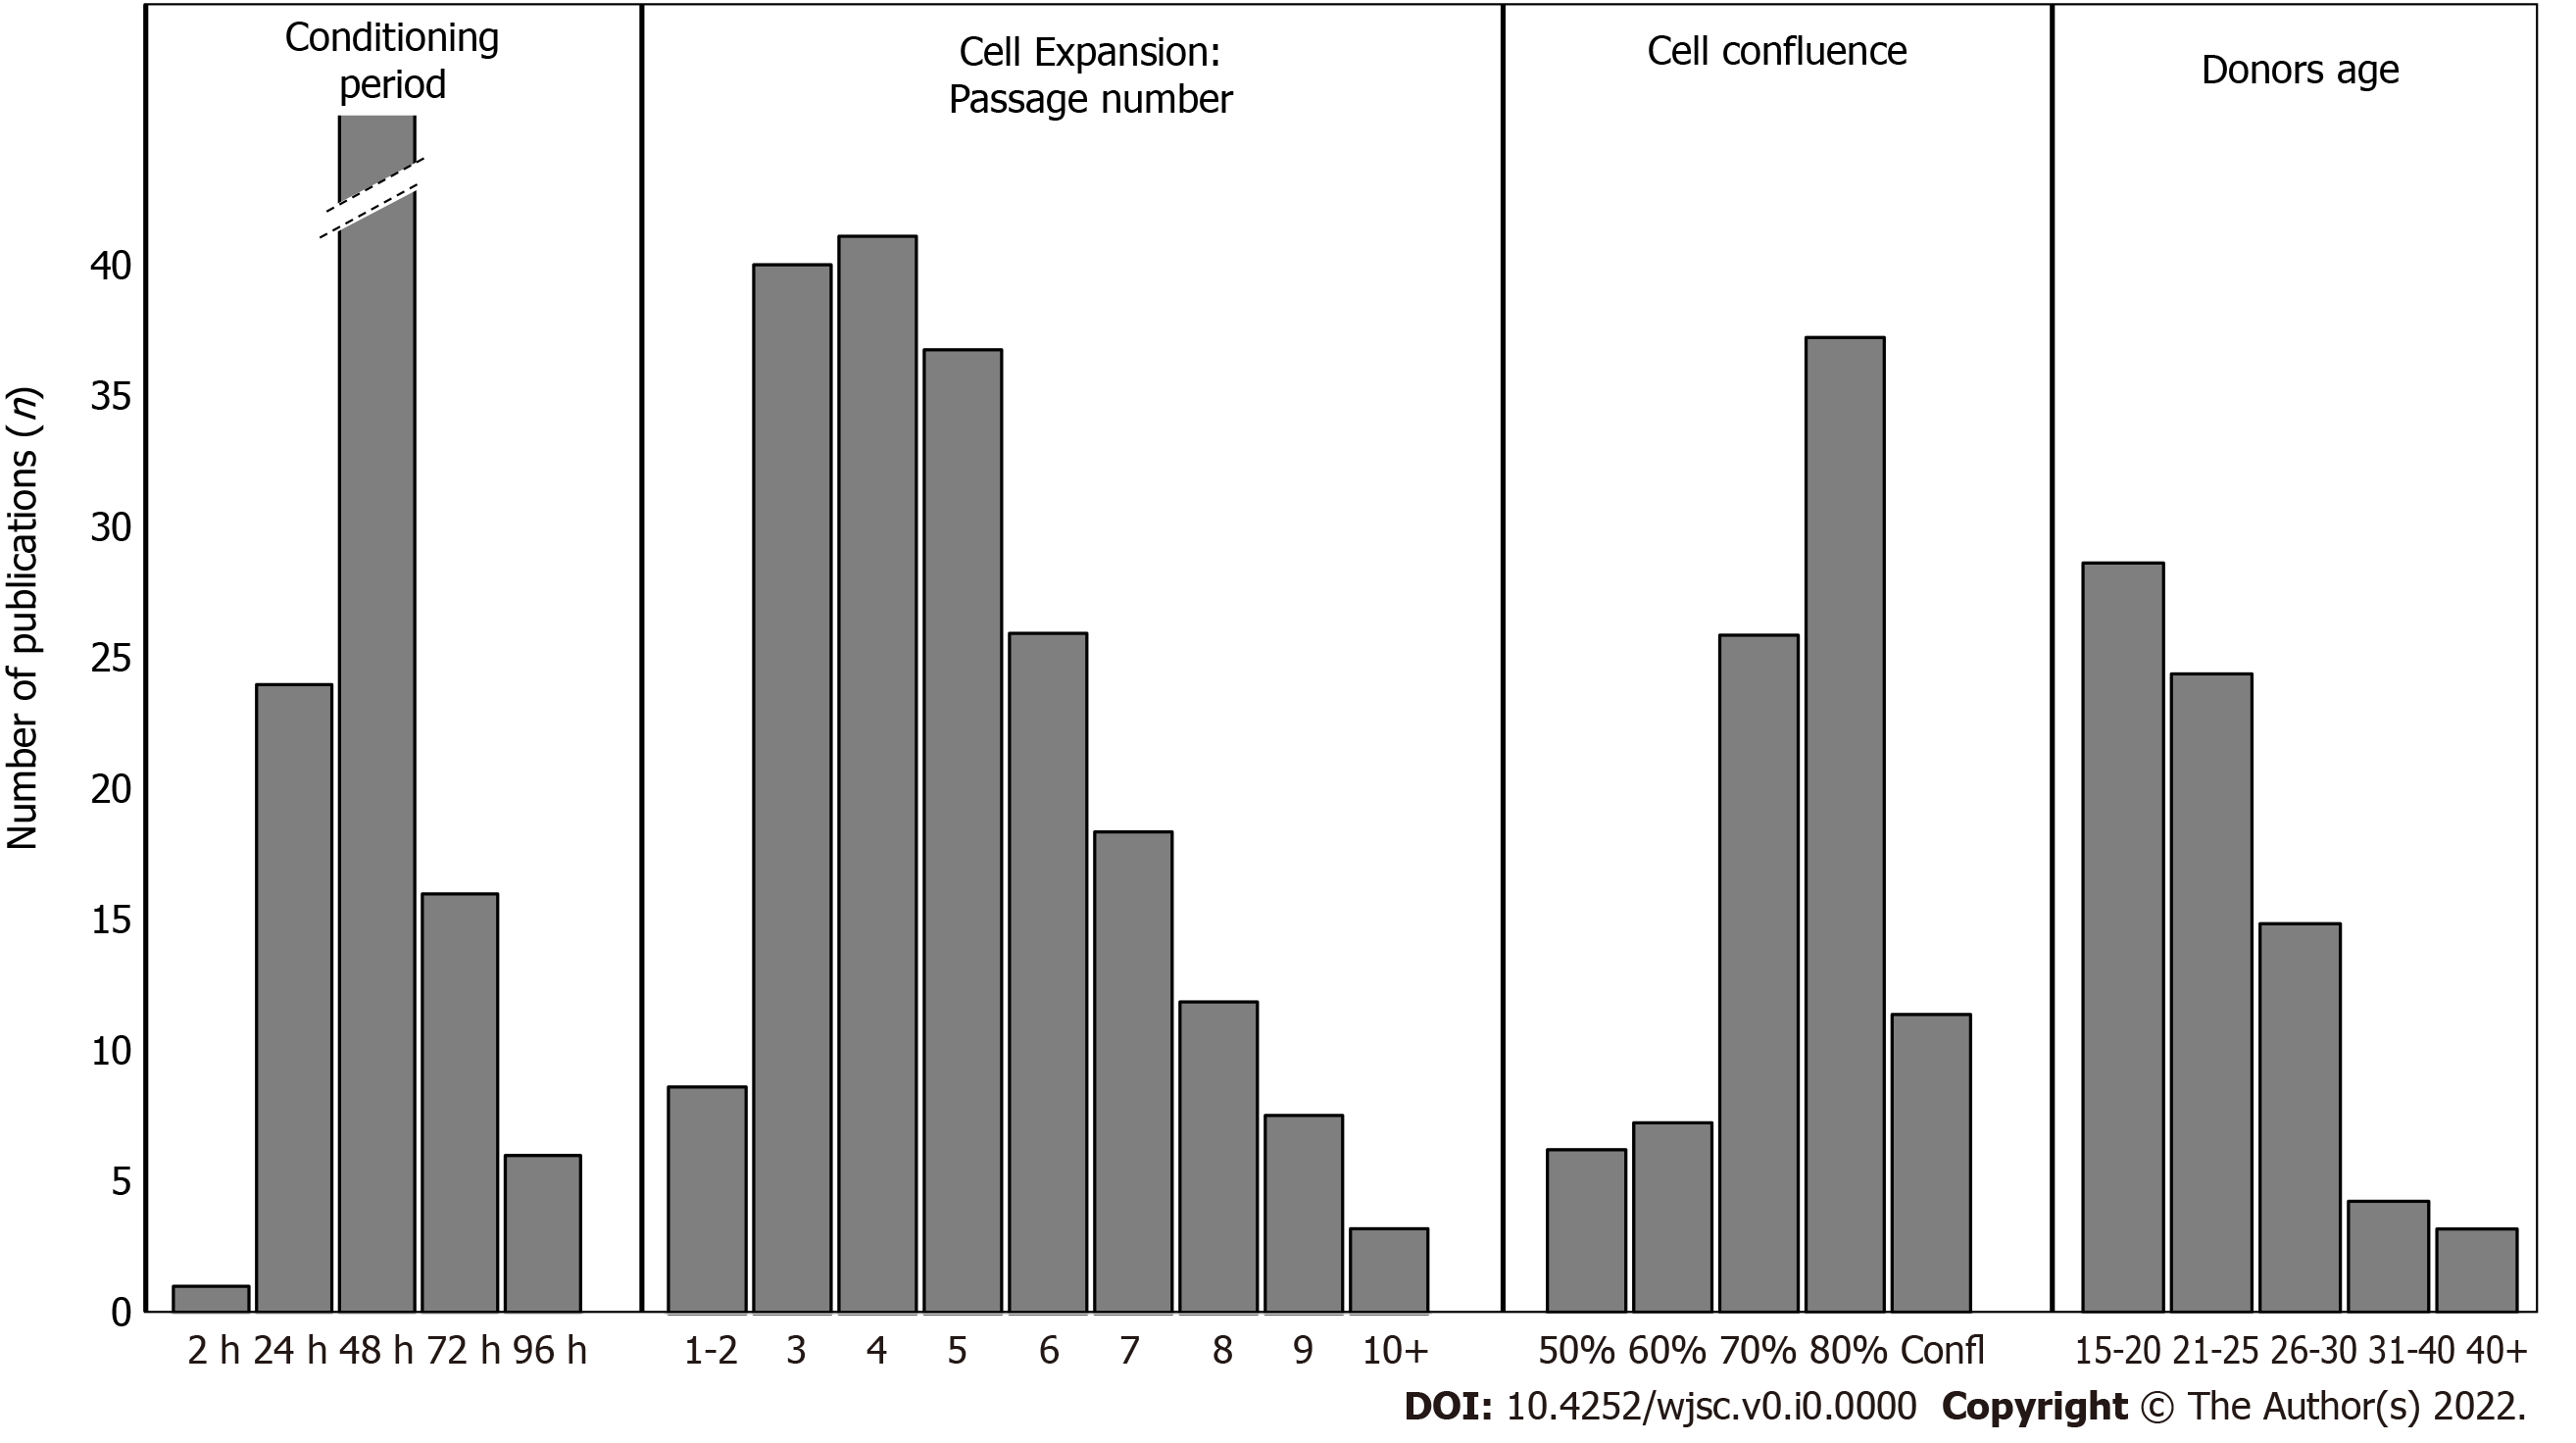 Conditioning
period
Cell Expansion:
Passage number
Cell confluence
Donors age
Number of publications (n)
40
35
30
25
20
15
10
5
0
2 h 24 h 48 h 72 h 96 h
1-2 3 4 5 6 7 8 9 10+
50% 60% 70% 80% Confl
15-20 21-25 26-30 31-40 40+
DOI: 10.4252/wjsc.v0.i0.0000 Copyright © The Author(s) 2022.